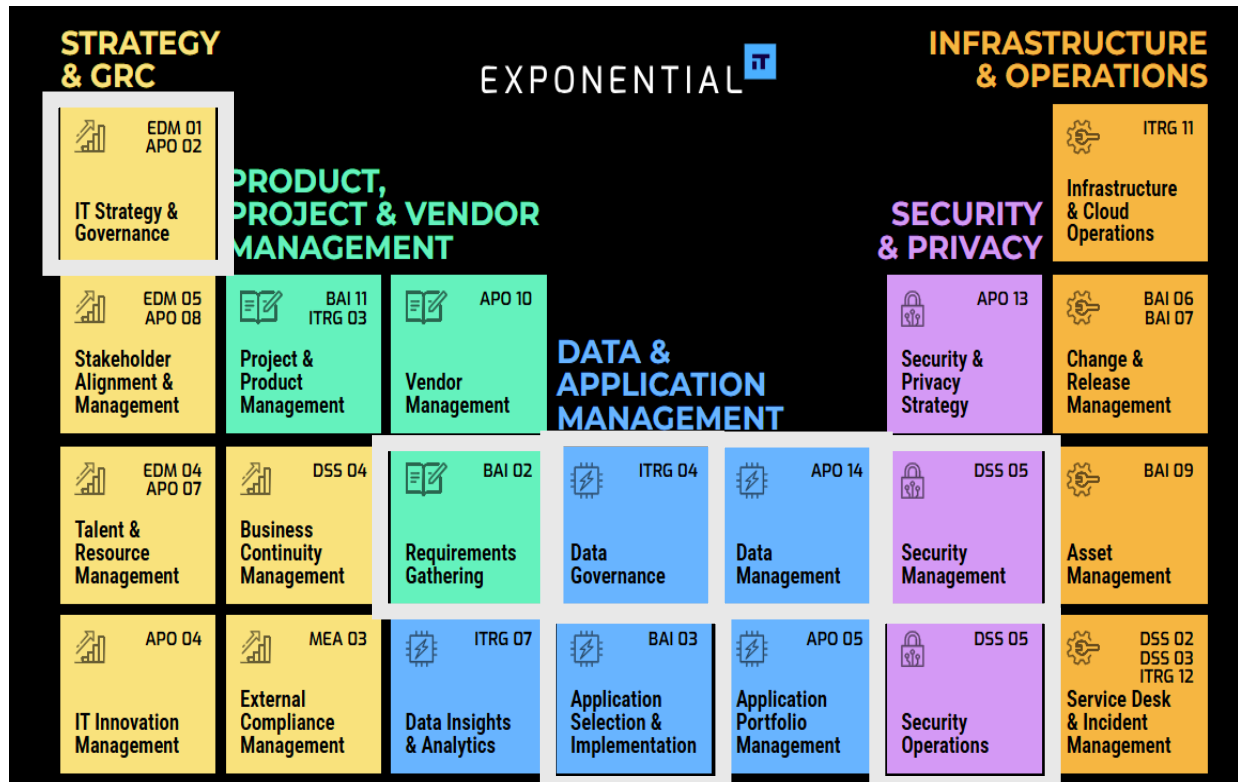 STRATEGY
& GRC
EXPONENTIAL iT
INFRASTRUCTURE
& OPERATIONS
EDM 01
APO 02
IT Strategy &
Governance
PRODUCT,
PROJECT & VENDOR
MANAGEMENT
SECURITY
& PRIVACY
ITRG 11
Infrastructure
& Cloud
Operations
EDM 05
APO 08
Stakeholder
Alignment &
Management
BAI 11
ITRG 03
Project &
Product
Management
APO 10
Vendor
Management
DATA &
APPLICATION
MANAGEMENT
APO 13
Security &
Privacy
Strategy
BAI 06
BAI 07
Change &
Release
Management
EDM 04
APO 07
Talent &
Resource
Management
DSS 04
Business
Continuity
Management
BAI 02
Requirements
Gathering
ITRG 04
Data
Governance
APO 14
Data
Management
DSS 05
Security
Management
BAI 09
Asset
Management
APO 04
IT Innovation
Management
MEA 03
External
Compliance
Management
ITRG 07
Data Insights
& Analytics
BAI 03
Application
Selection &
Implementation
APO 05
Application
Portfolio
Management
DSS 05
Security
Operations
DSS 02
DSS 03
ITRG 12
Service Desk
& Incident
Management